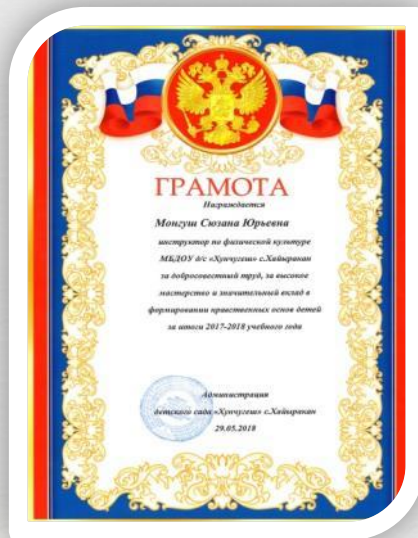 ГРАМОТА
Награждается
Монгуш Сюзана Юрьевна
инструктор по физической культуре
МБДОУ д/с «Хунчугеш» с.Хайыракан
за добросовестный труд, за высокое
мастерство и значительный вклад в
формировании нравственных основ детей
за итоги 2017-2018 учебного года
Администрация
детского сада «Хунчугеш» с.Хайыракан
29.05.2018